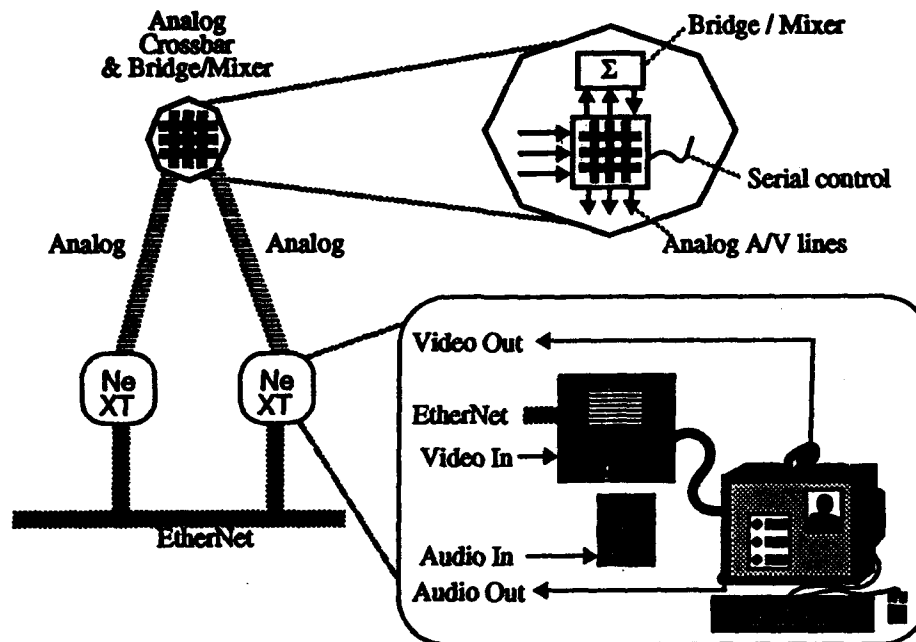 Analog
Crossbar
& Bridge/Mixer
Bridge / Mixer
Σ
Serial control
Analog A/V lines
Analog
Analog
Ne
XT
Ne
XT
EtherNet
Video Out
EtherNet
Video In
Audio In
Audio Out